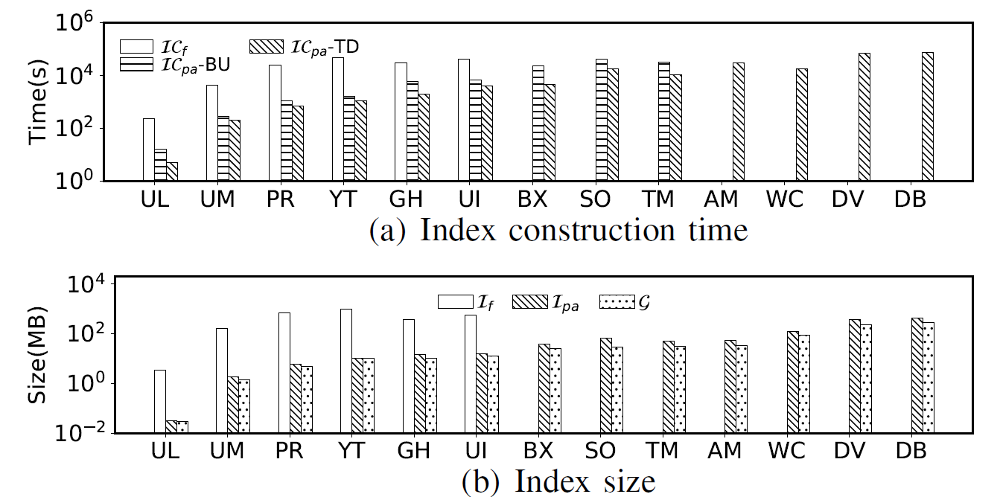 10^6
10^4
10^2
10^0
Time(s)
𝓘𝓒_f 𝓘𝓒_pa-TD
𝓘𝓒_pa-BU
UL UM PR YT GH UI BX SO TM AM WC DV DB
(a) Index construction time
10^4
10^2
10^0
10^−2
Size(MB)
𝓘_f 𝓘_pa 𝓖
UL UM PR YT GH UI BX SO TM AM WC DV DB
(b) Index size